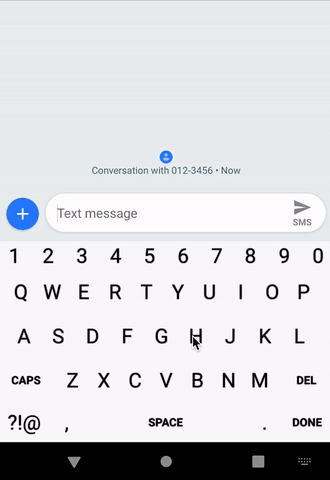 Conversation with 012-3456 • Now
Text message
SMS
1 2 3 4 5 6 7 8 9 0
Q W E R T Y U I O P
A S D F G H J K L
CAPS Z X C V B N M DEL
?!@ , SPACE . DONE